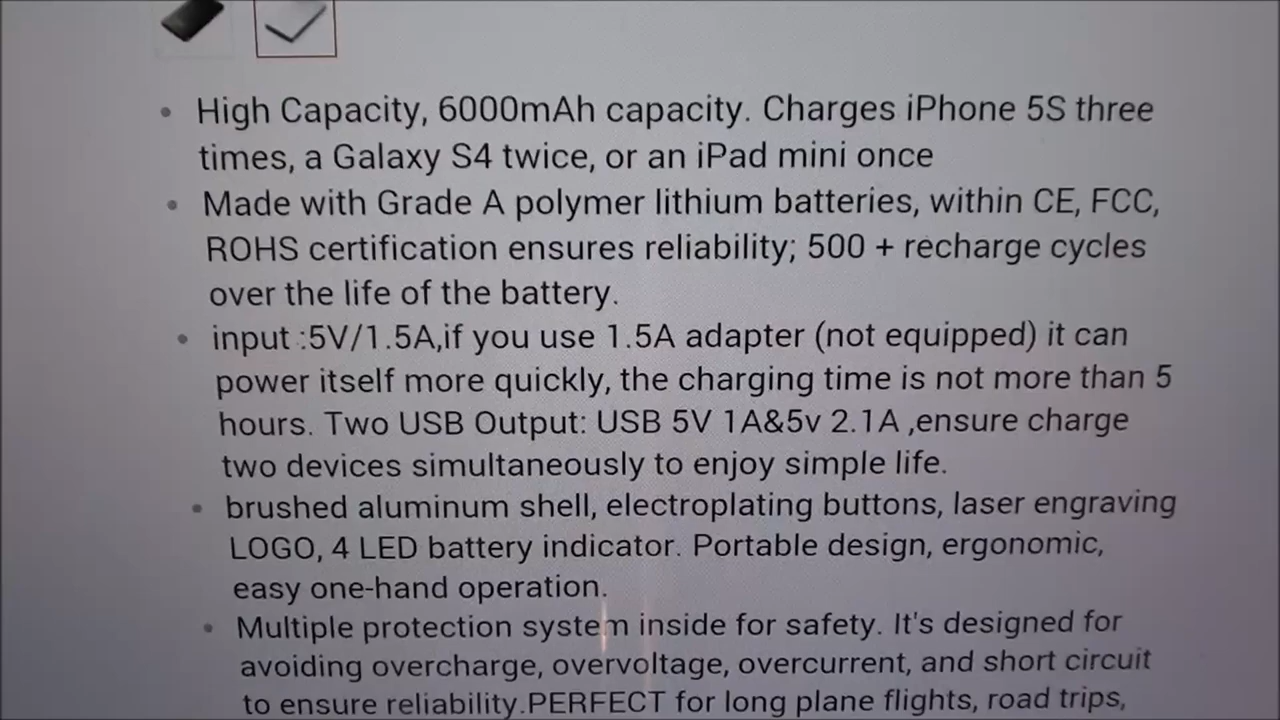 High Capacity, 6000mAh capacity. Charges iPhone 5S three
times, a Galaxy S4 twice, or an iPad mini once
Made with Grade A polymer lithium batteries, within CE, FCC,
ROHS certification ensures reliability; 500 + recharge cycles
over the life of the battery.
input :5V/1.5A,if you use 1.5A adapter (not equipped) it can
power itself more quickly, the charging time is not more than 5
hours. Two USB Output: USB 5V 1A&5v 2.1A ,ensure charge
two devices simultaneously to enjoy simple life.
brushed aluminum shell, electroplating buttons, laser engraving
LOGO, 4 LED battery indicator. Portable design, ergonomic,
easy one-hand operation.
Multiple protection system inside for safety. It's designed for
avoiding overcharge, overvoltage, overcurrent, and short circuit
to ensure reliability.PERFECT for long plane flights, road trips,